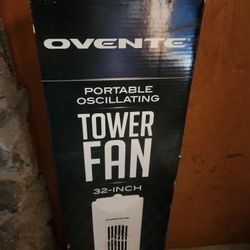 OVENTE
PORTABLE
OSCILLATING
TOWER
FAN
32-INCH
OVENTE